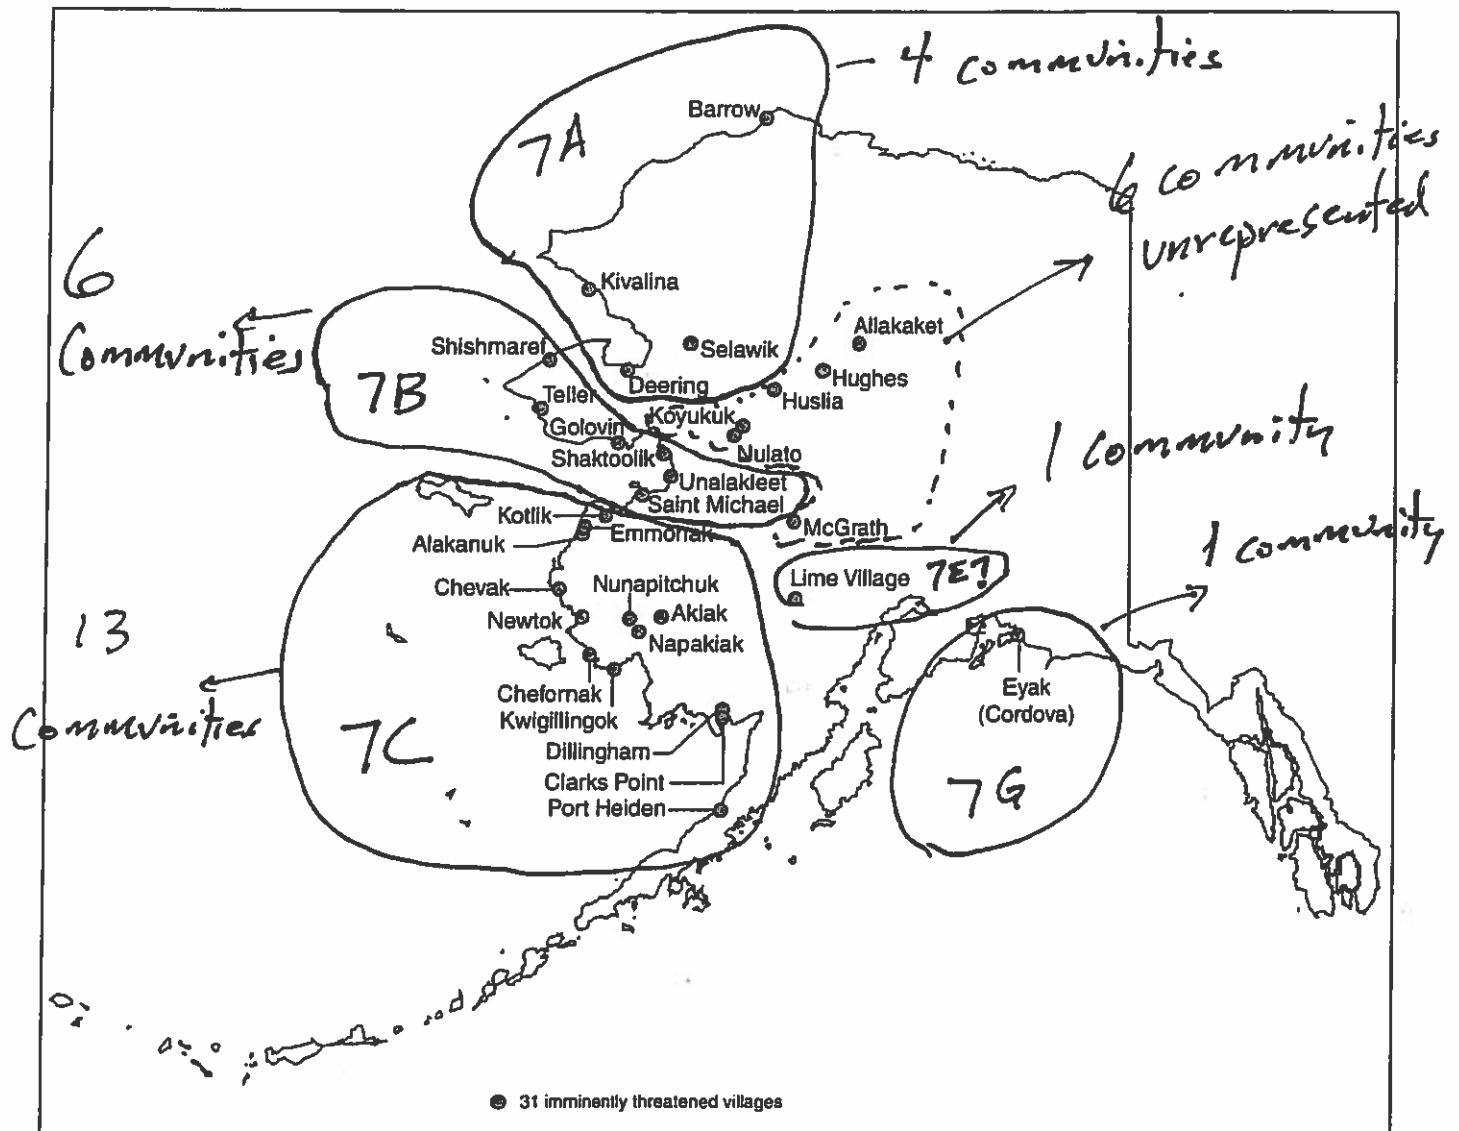 4 communities
Barrow
7A
6 communities
unrepresented
6
Communities
Kivalina
Allakaket
Shishmaref
Selawik
Hughes
7B
Deering
Teller
Huslia
Golovin
Koyukuk
1 community
Shaktoolik
Nulato
Unalakleet
Saint Michael
Kotlik
McGrath
Alakanuk
Emmonak
1 community
Lime Village
7E?
Chevak
Nunapitchuk
Newtok
Akiak
13
Communities
Napakiak
Chefornak
Eyak
(Cordova)
Kwigillingok
7C
Dillingham
Clarks Point
7G
Port Heiden
31 imminently threatened villages